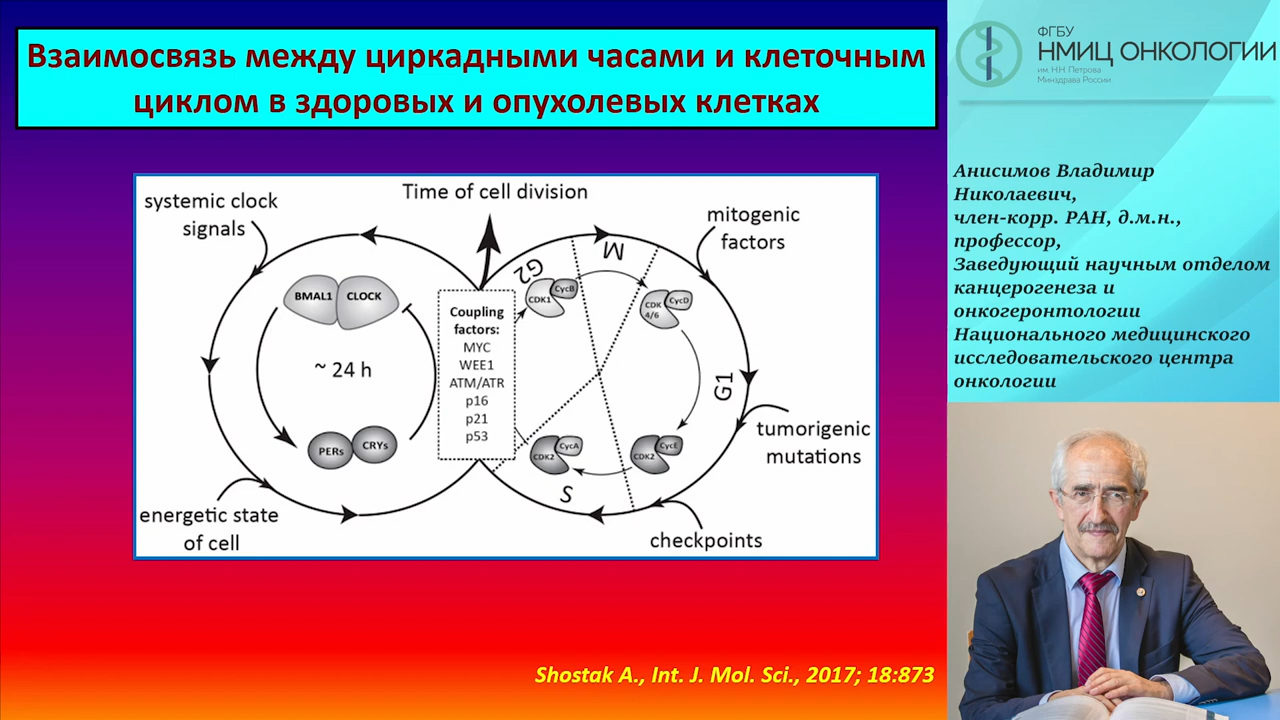 Взаимосвязь между циркадными часами и клеточным
циклом в здоровых и опухолевых клетках
systemic clock
signals
Time of cell division
mitogenic
factors
BMAL1
CLOCK
~ 24 h
PERs
CRYs
energetic state
of cell
Coupling
factors:
MYC
WEE1
ATM/ATR
p16
p21
p53
G2
M
G1
S
CDK1
CycB
CDK
4/6
CycD
CDK2
CycE
CDK2
CycA
tumorigenic
mutations
checkpoints
Shostak A., Int. J. Mol. Sci., 2017; 18:873
ФГБУ
НМИЦ ОНКОЛОГИИ
им. Н.Н. Петрова
Минздрава России
Анисимов Владимир
Николаевич,
член-корр. РАН, д.м.н.,
профессор,
Заведующий научным отделом
канцерогенеза и
онкогеронтологии
Национального медицинского
исследовательского центра
онкологии